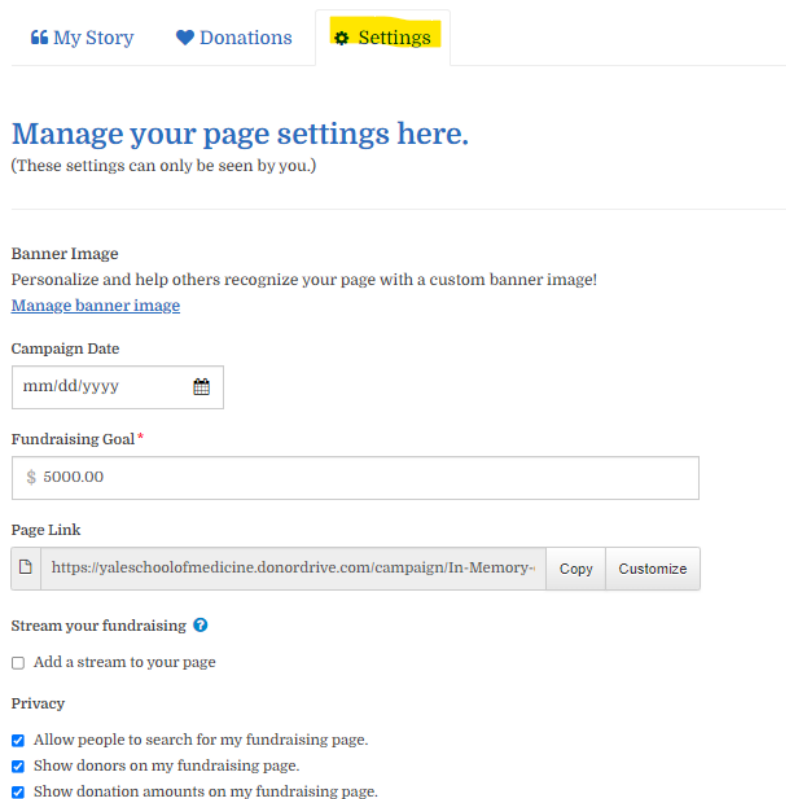 My Story Donations Settings
Manage your page settings here.
(These settings can only be seen by you.)
Banner Image
Personalize and help others recognize your page with a custom banner image!
Manage banner image
Campaign Date
mm/dd/yyyy
Fundraising Goal*
$ 5000.00
Page Link
https://yaleschoolofmedicine.donordrive.com/campaign/In-Memory- Copy Customize
Stream your fundraising ?
Add a stream to your page
Privacy
Allow people to search for my fundraising page.
Show donors on my fundraising page.
Show donation amounts on my fundraising page.